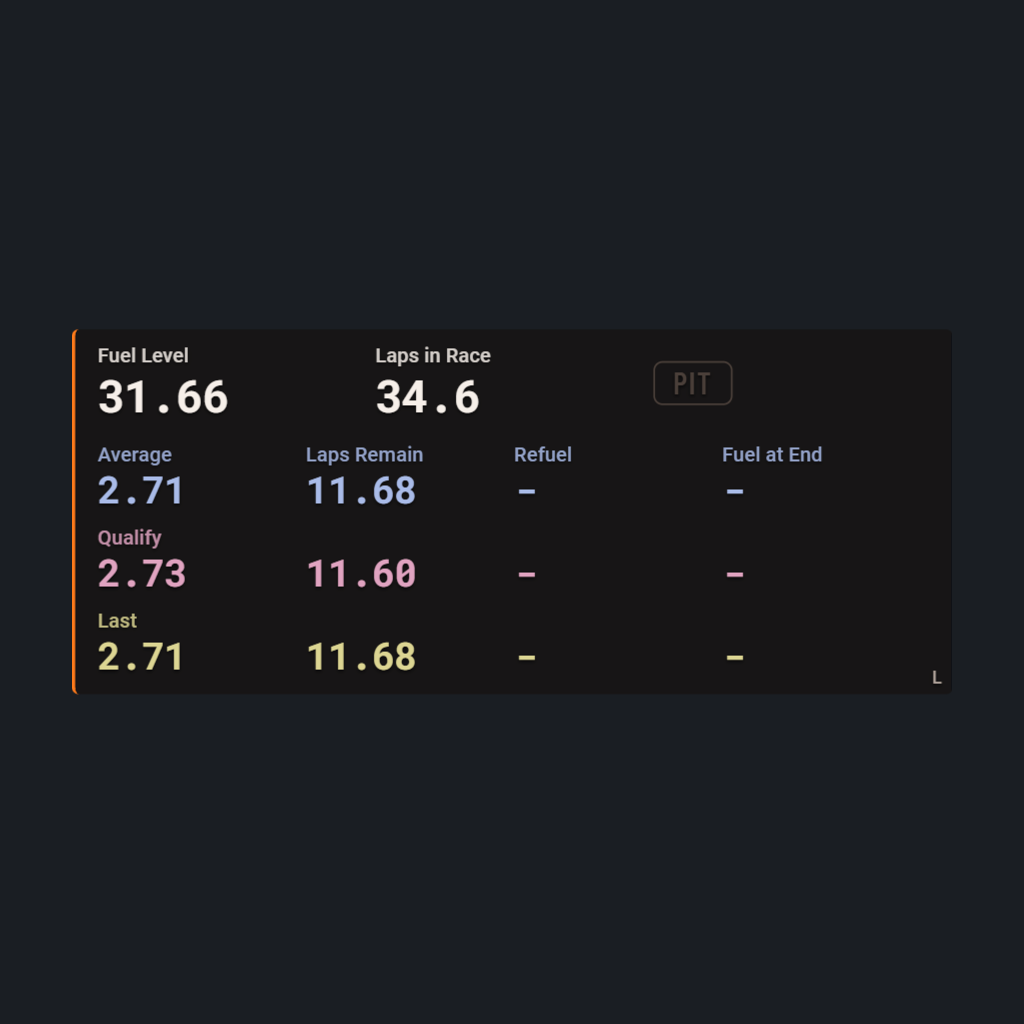 Fuel Level Laps in Race
31.66 34.6 PIT
Average Laps Remain Refuel Fuel at End
2.71 11.68 - -
Qualify
2.73 11.60 - -
Last
2.71 11.68 - -
L